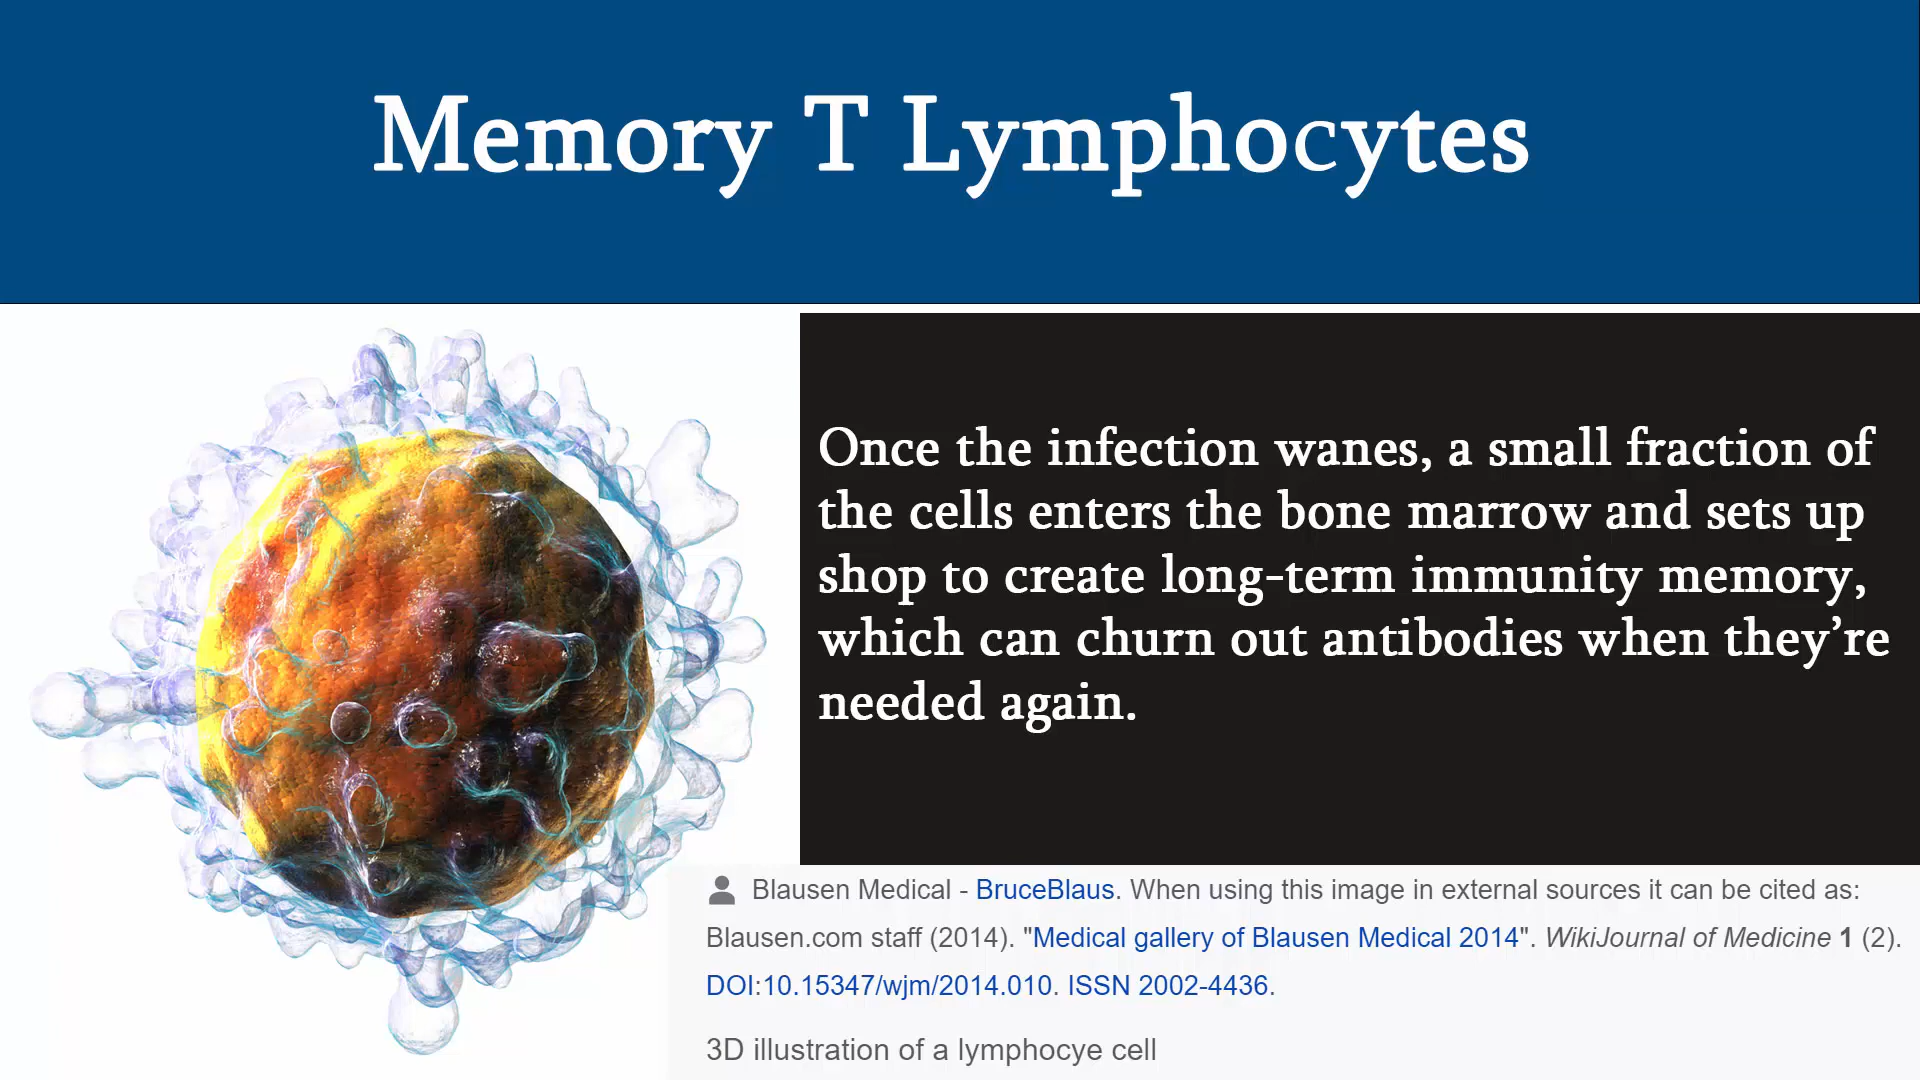 Memory T Lymphocytes
Once the infection wanes, a small fraction of
the cells enters the bone marrow and sets up
shop to create long-term immunity memory,
which can churn out antibodies when they’re
needed again.
Blausen Medical - BruceBlaus. When using this image in external sources it can be cited as:
Blausen.com staff (2014). "Medical gallery of Blausen Medical 2014". WikiJournal of Medicine 1 (2).
DOI:10.15347/wjm/2014.010. ISSN 2002-4436.
3D illustration of a lymphocye cell